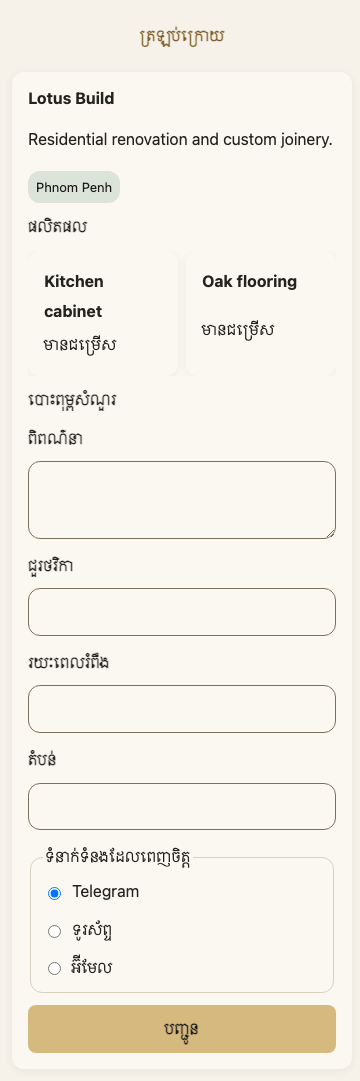 ត្រឡប់ក្រោយ
Lotus Build
Residential renovation and custom joinery.
Phnom Penh
ផលិតផល
Kitchen
cabinet
មានជម្រើស
Oak flooring
មានជម្រើស
បោះពុម្ពសំណួរ
ពិពណ៌នា
ជួរថវិកា
រយៈពេលរំពឹង
តំបន់
ទំនាក់ទំនងដែលពេញចិត្ត
Telegram
ទូរស័ព្ទ
អ៊ីមែល
បញ្ជូន